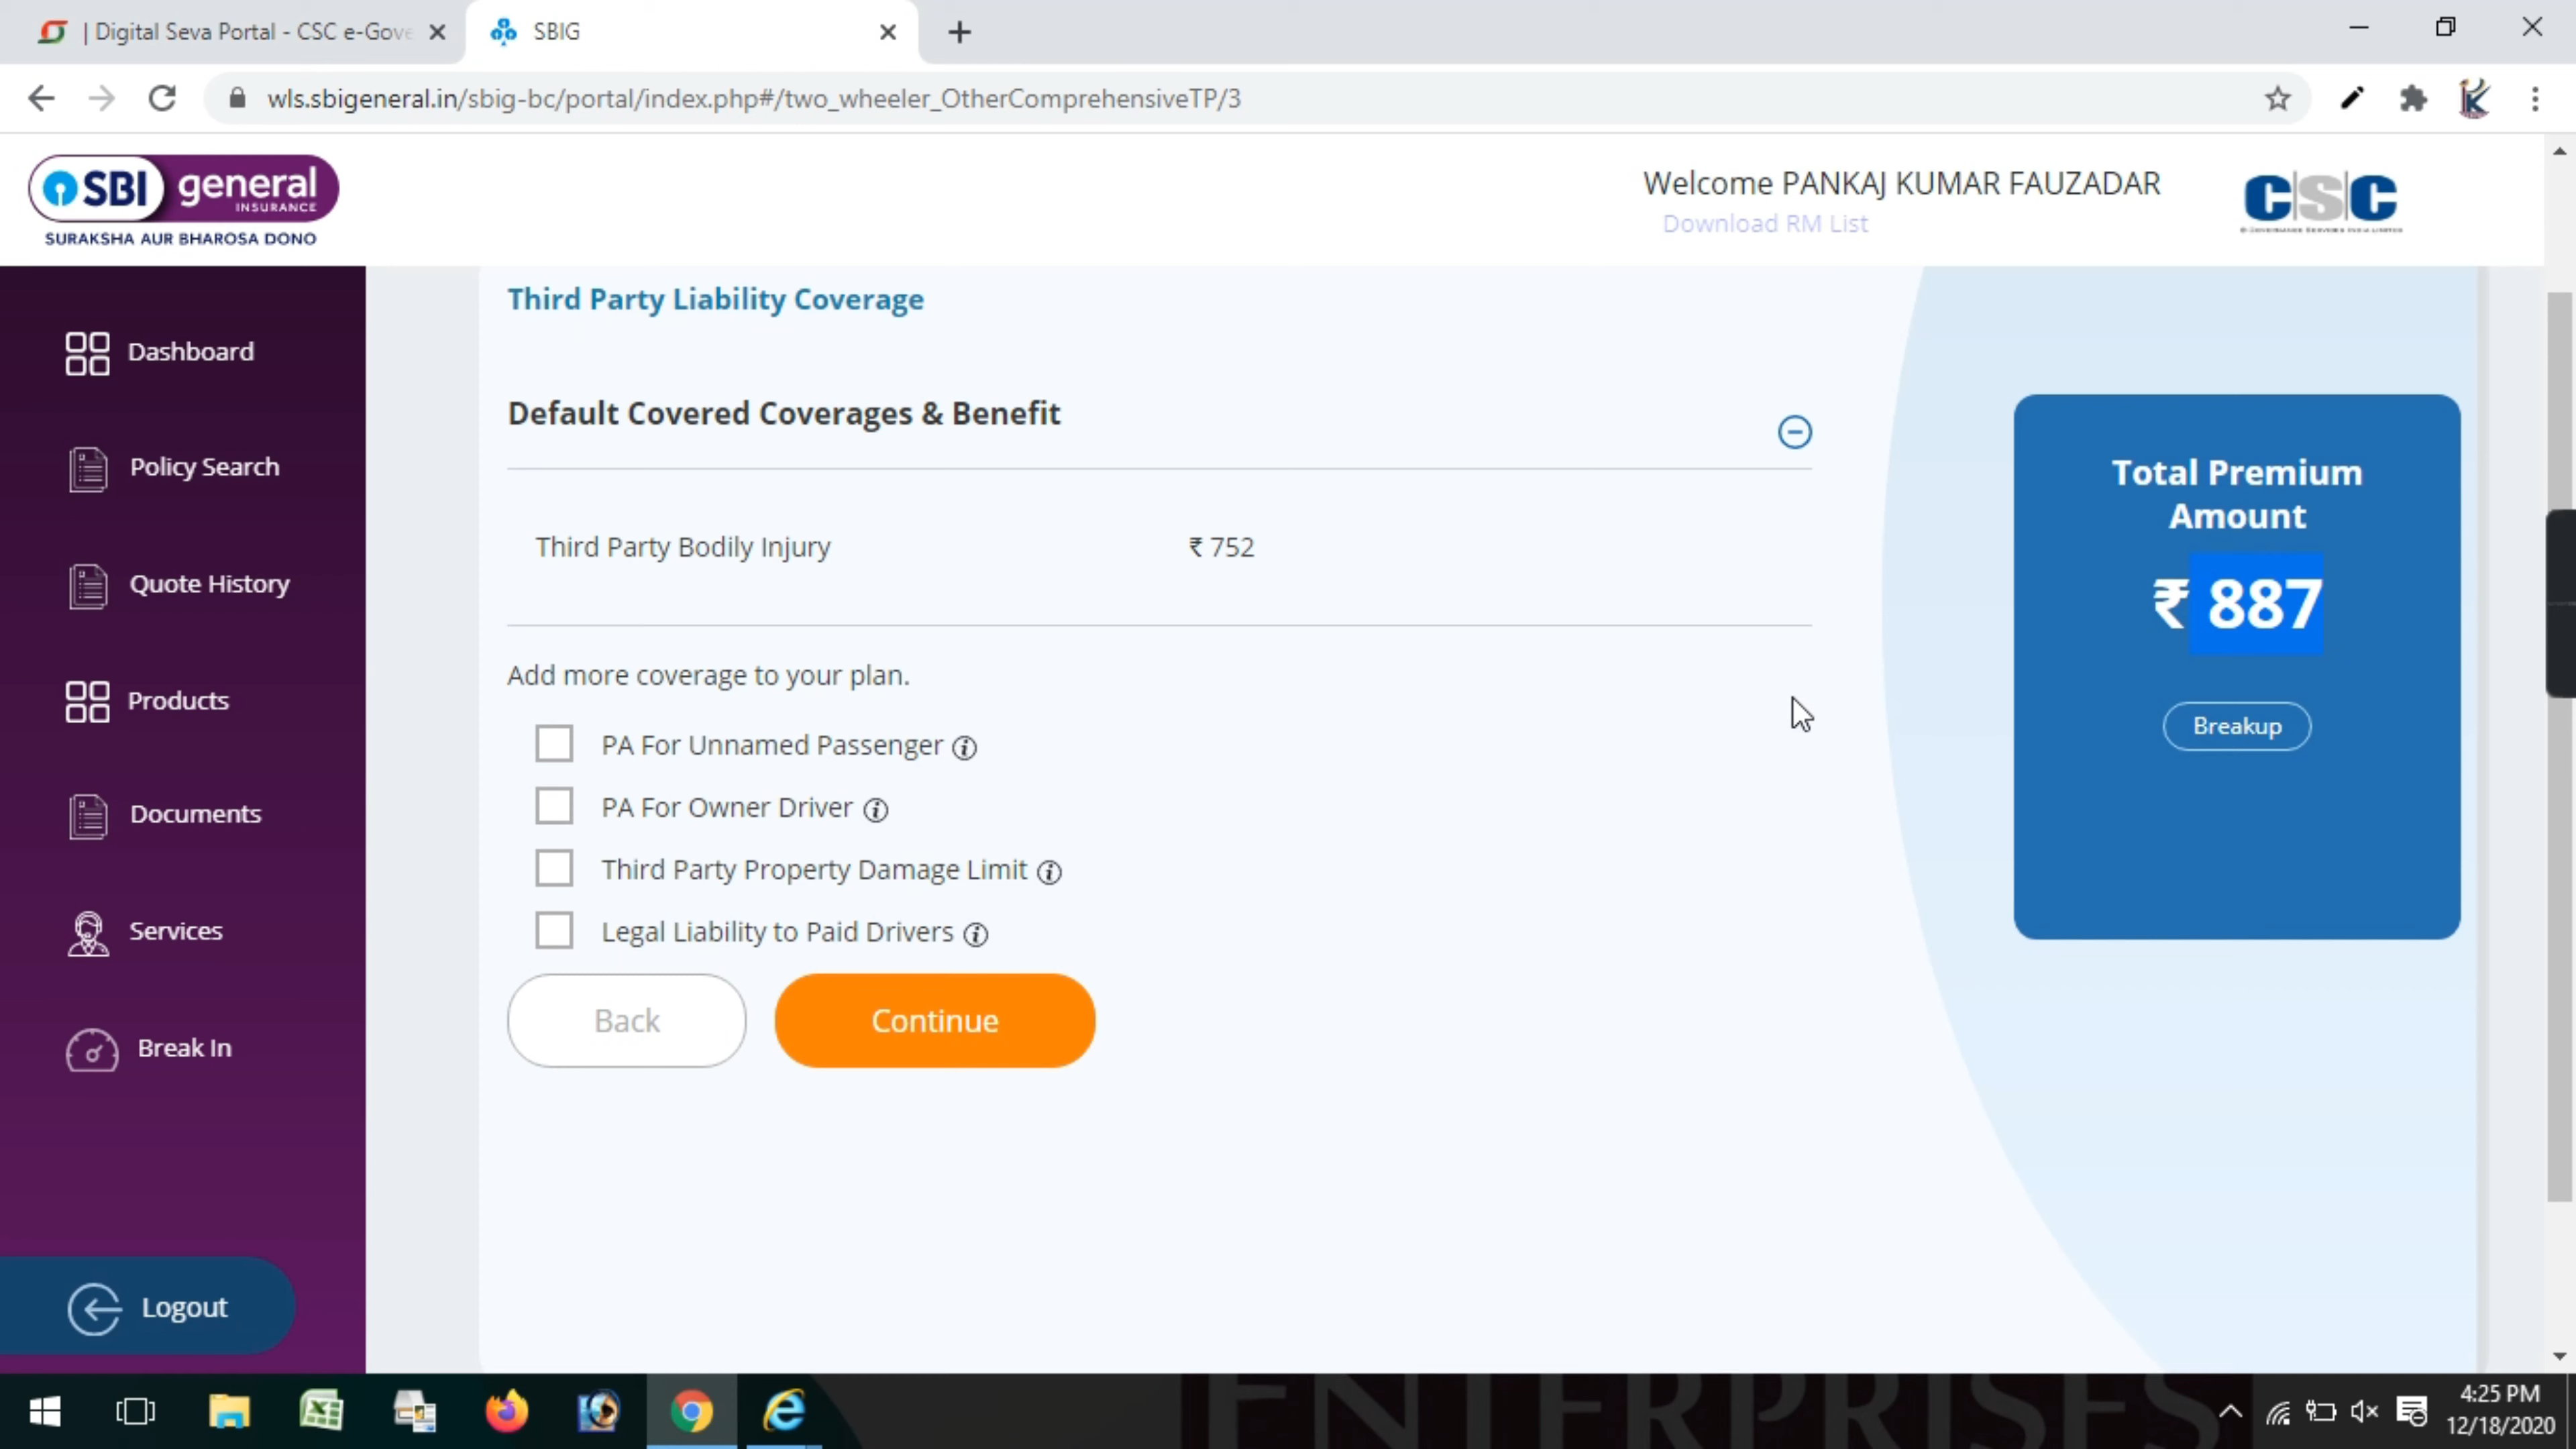 | Digital Seva Portal - CSC e-Gove
SBIG
wls.sbigeneral.in/sbig-bc/portal/index.php#/two_wheeler_OtherComprehensiveTP/3
SBI general
INSURANCE
SURAKSHA AUR BHAROSA DONO
Welcome PANKAJ KUMAR FAUZADAR
Download RM List
CSC
Dashboard
Policy Search
Quote History
Products
Documents
Services
Break In
Logout
Third Party Liability Coverage
Default Covered Coverages & Benefit
Third Party Bodily Injury ₹ 752
Add more coverage to your plan.
PA For Unnamed Passenger
PA For Owner Driver
Third Party Property Damage Limit
Legal Liability to Paid Drivers
Back
Continue
Total Premium
Amount
₹ 887
Breakup
ENTERPRISES
4:25 PM
12/18/2020